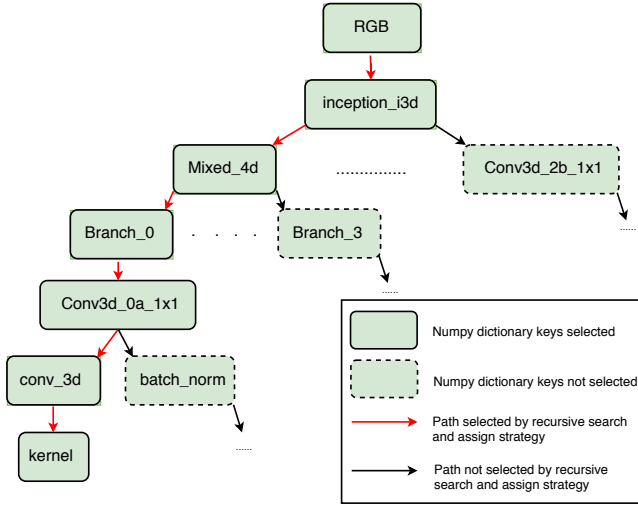 RGB
inception_i3d
Mixed_4d
...............
Conv3d_2b_1x1
......
Branch_0
. . . .
Branch_3
......
Conv3d_0a_1x1
conv_3d
batch_norm
......
kernel
Numpy dictionary keys selected
Numpy dictionary keys not selected
Path selected by recursive search
and assign strategy
Path not selected by recursive
search and assign strategy